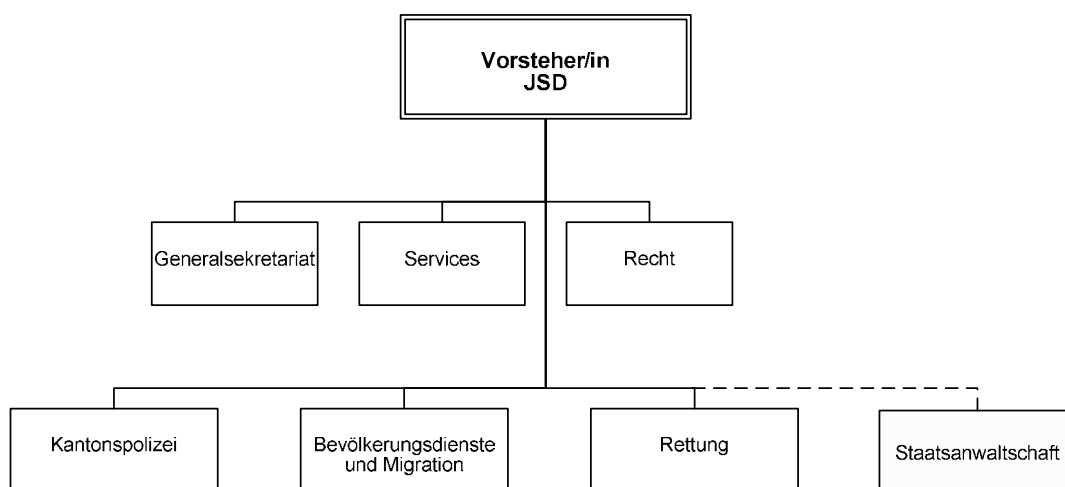 Vorsteher/in
JSD
Generalsekretariat
Services
Recht
Kantonspolizei
Bevölkerungsdienste
und Migration
Rettung
Staatsanwaltschaft